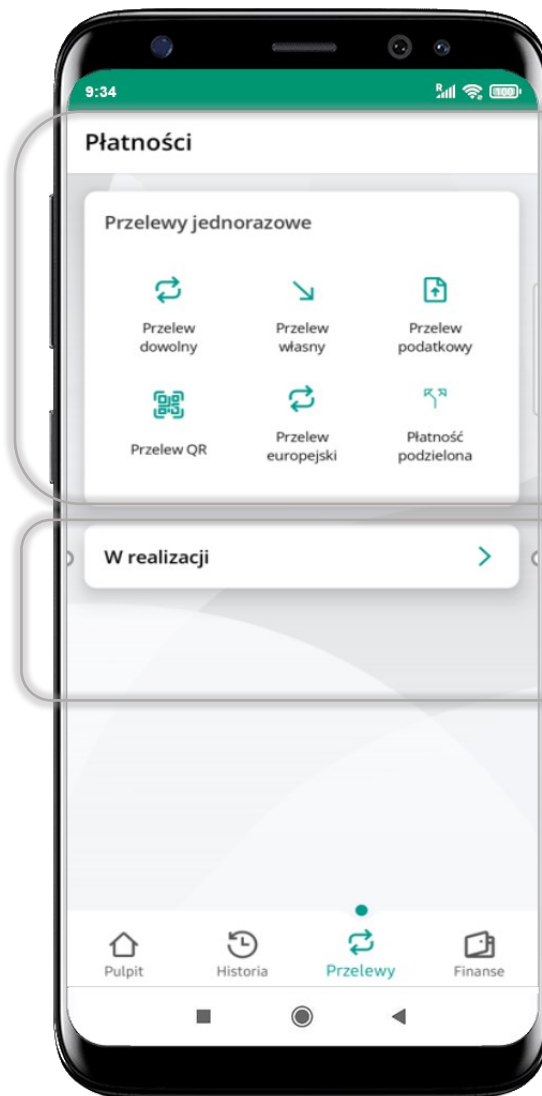 9:34
R
100
Płatności
Przelewy jednorazowe
Przelew
dowolny
Przelew
własny
Przelew
podatkowy
Przelew QR
Przelew
europejski
Płatność
podzielona
W realizacji
Pulpit
Historia
Przelewy
Finanse